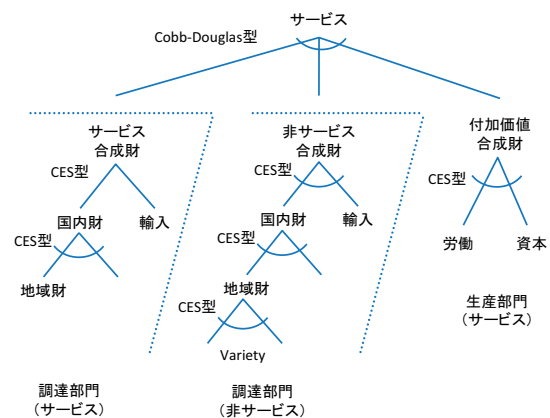 サービス
Cobb-Douglas型
サービス
合成財
CES型
国内財
輸入
CES型
地域財
調達部門
（サービス）
非サービス
合成財
CES型
国内財
輸入
CES型
地域財
CES型
Variety
調達部門
（非サービス）
付加価値
合成財
CES型
労働
資本
生産部門
（サービス）